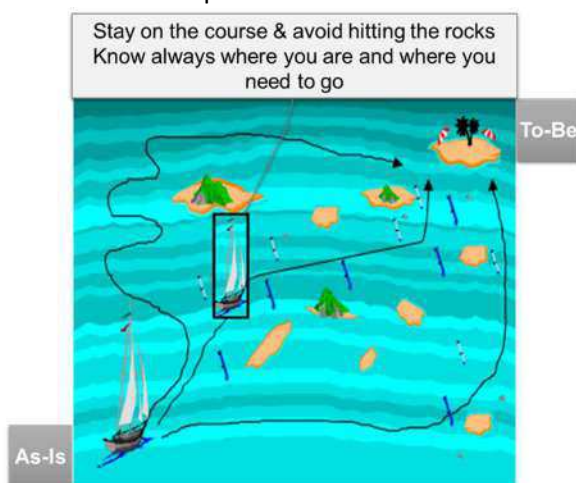 Stay on the course & avoid hitting the rocks
Know always where you are and where you
need to go
To-Be
As-Is